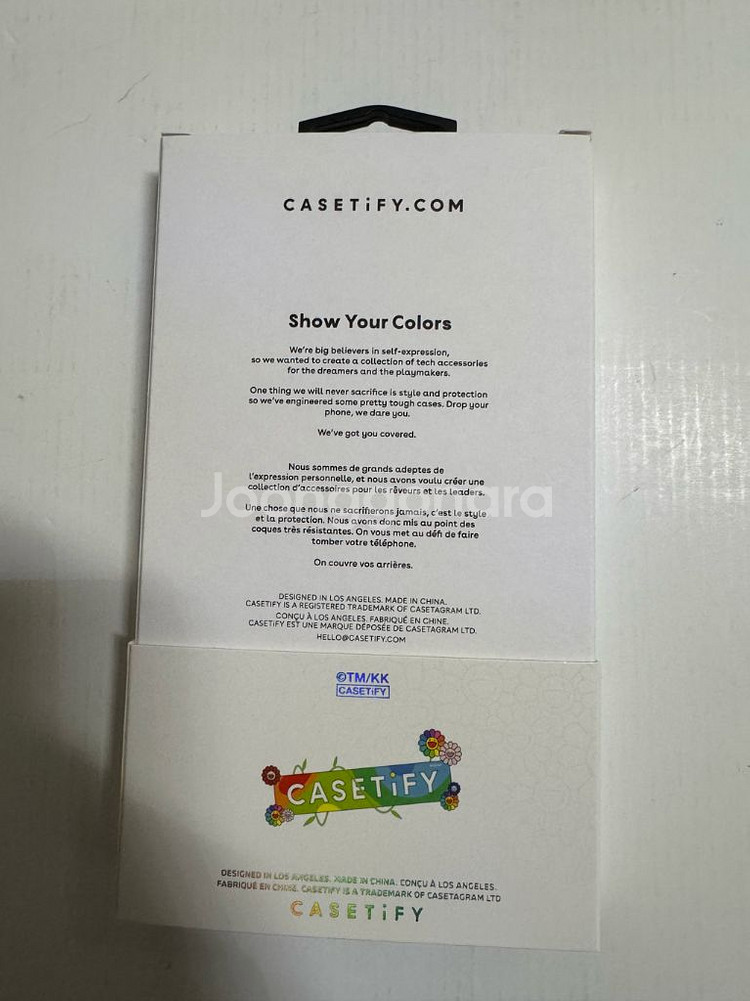 CASETiFY.COM
Show Your Colors
We're big believers in self-expression,
so we wanted to create a collection of tech accessories
for the dreamers and the playmakers.
One thing we will never sacrifice is style and protection
so we've engineered some pretty tough cases. Drop your
phone, we dare you.
We've got you covered.
Nous sommes de grands adeptes de
l'expression personnelle, et nous avons voulu créer une
collection d'accessoires pour les rêveurs et les leaders.
Joonggonara
Une chose que nous ne sacrifierons jamais, c'est le style
et la protection. Nous avons donc mis au point des
coques très résistantes. On vous met au défi de faire
tomber votre téléphone.
On couvre vos arrières.
DESIGNED IN LOS ANGELES. MADE IN CHINA.
CASETiFY IS A REGISTERED TRADEMARK OF CASETAGRAM LTD.
CONÇU À LOS ANGELES. FABRIQUÉ EN CHINE.
CASETiFY EST UNE MARQUE DÉPOSÉE DE CASETAGRAM LTD.
HELLO@CASETiFY.COM
©TM/KK
CASETiFY
CASETiFY
DESIGNED IN LOS ANGELES. MADE IN CHINA. CONÇU À LOS ANGELES.
FABRIQUÉ EN CHINE. CASETiFY IS A TRADEMARK OF CASETAGRAM LTD
CASETiFY